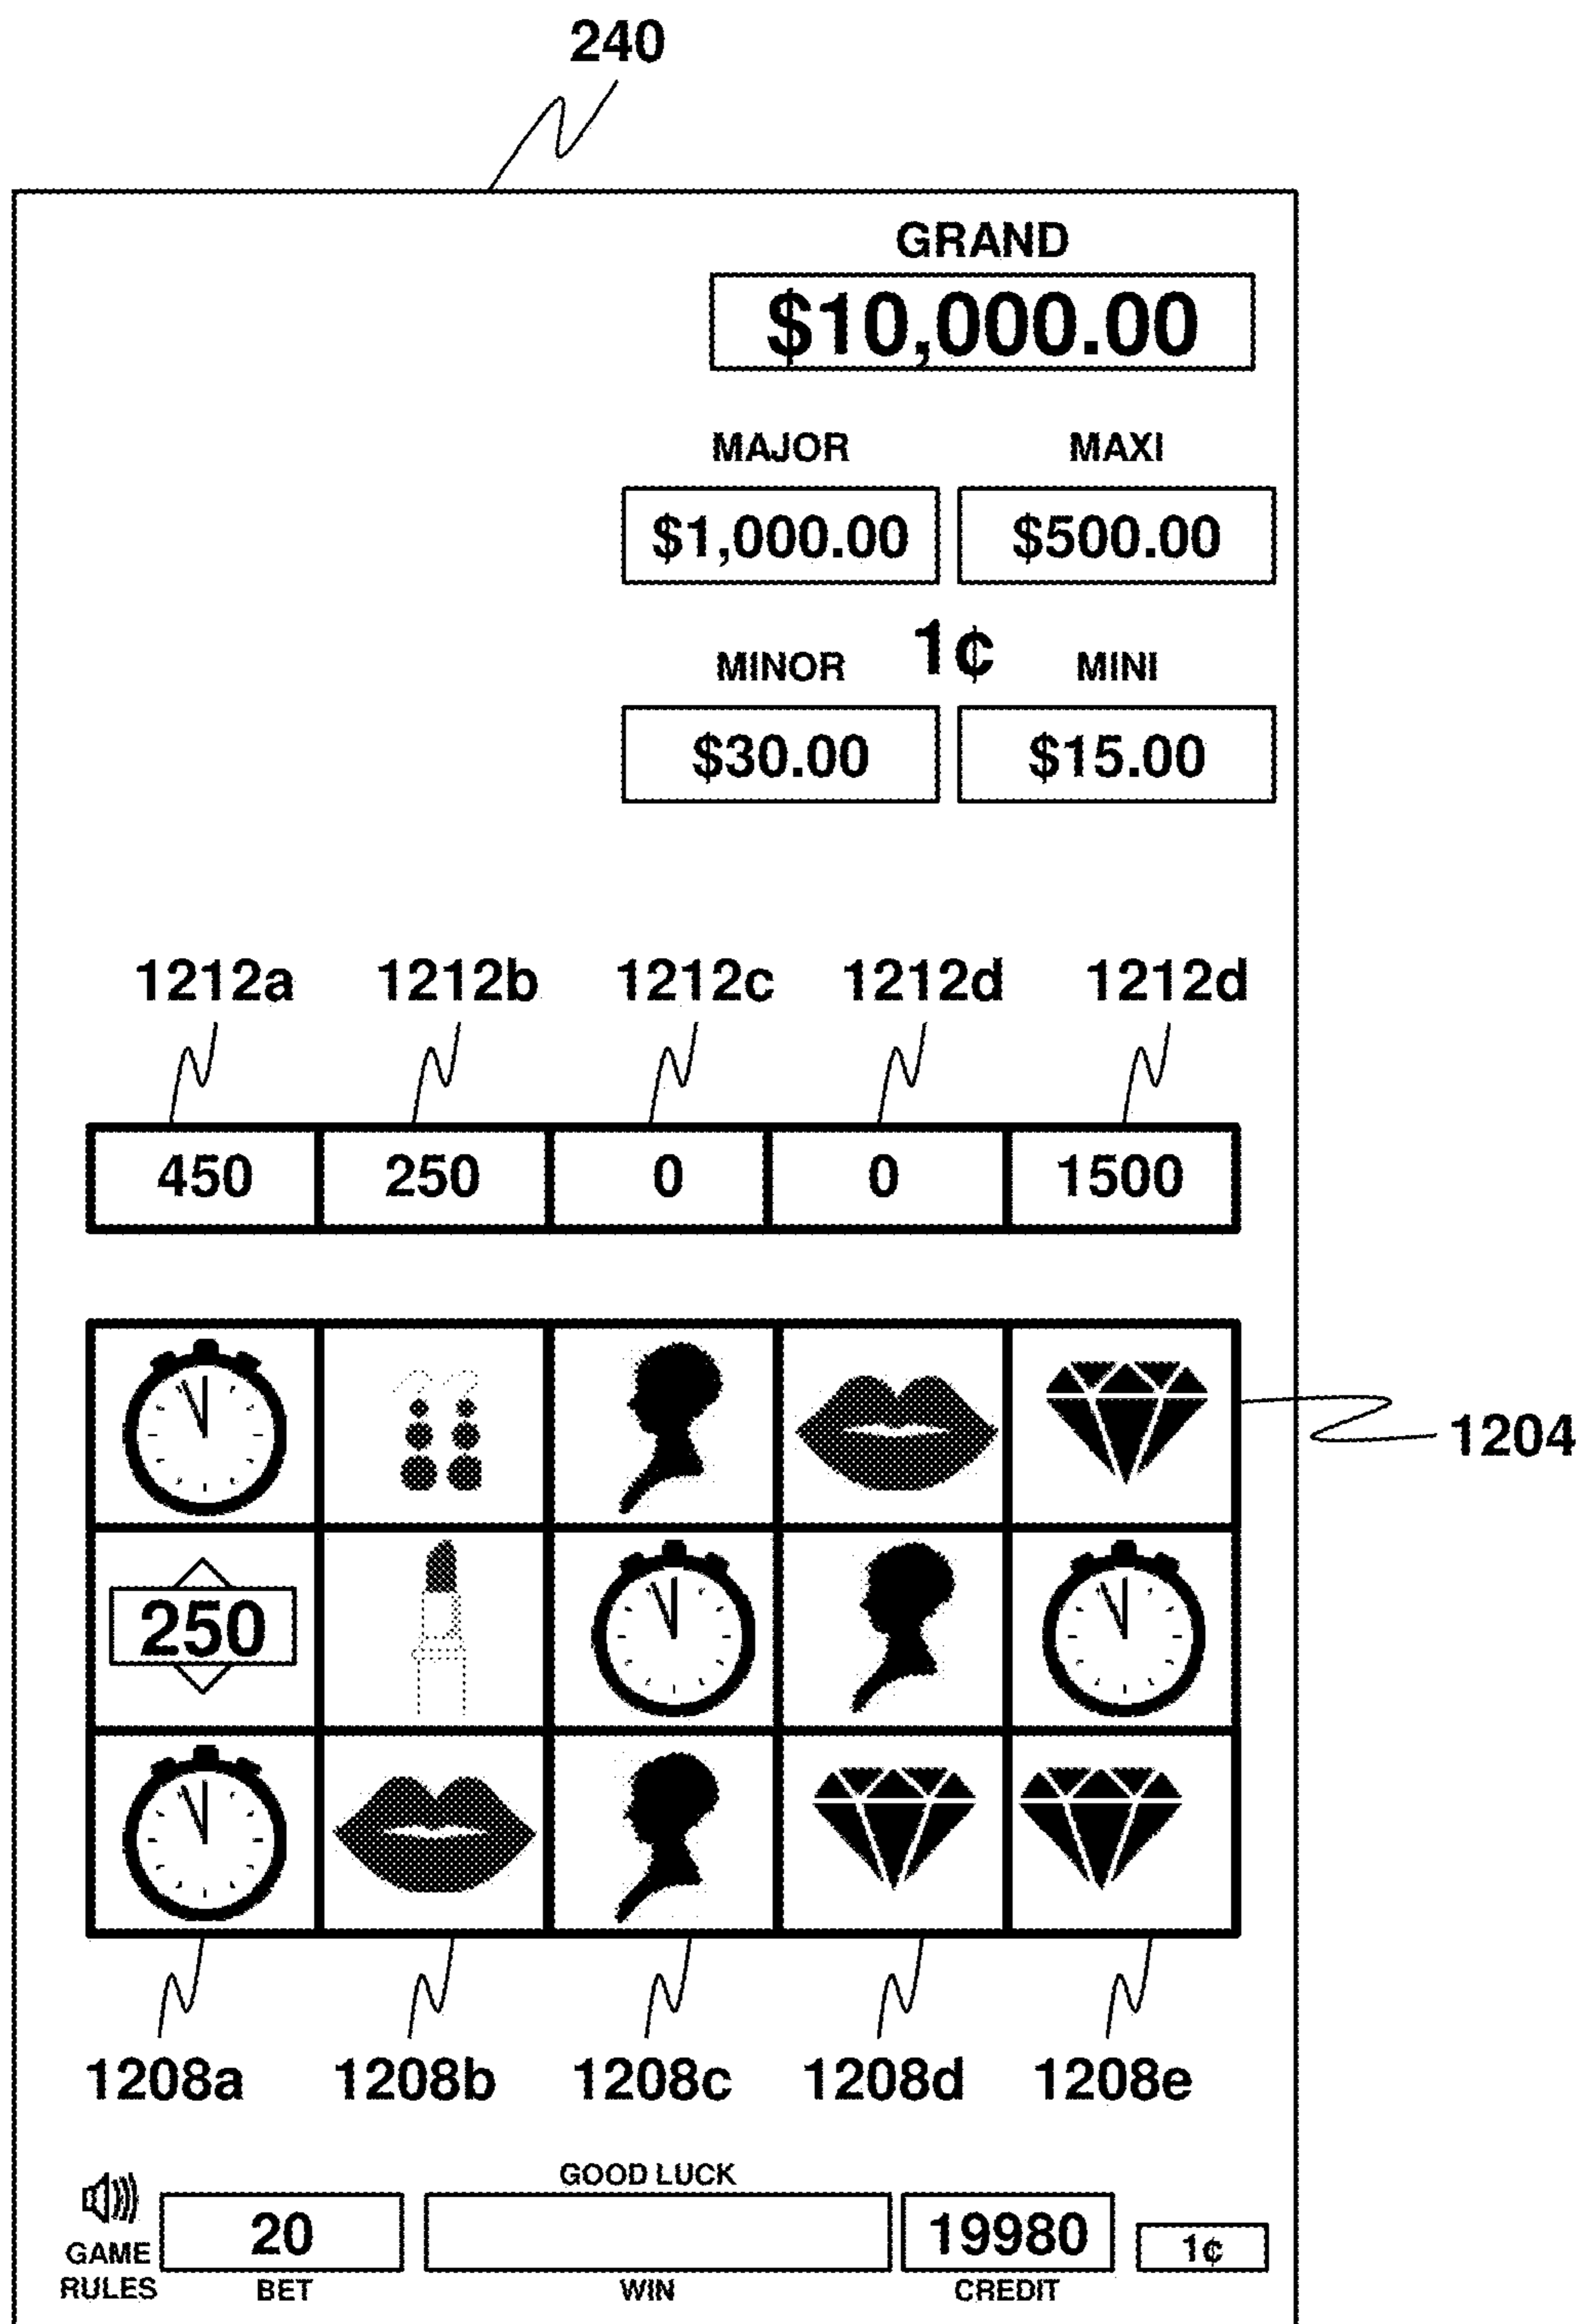 240
GRAND
$10,000.00
MAJOR MAXI
$1,000.00 $500.00
1¢
MINOR MINI
$30.00 $15.00
1212a 1212b 1212c 1212d 1212d
450 250 0 0 1500
1204
250
1208a 1208b 1208c 1208d 1208e
GOOD LUCK
20 19980 1¢
GAME
RULES BET WIN CREDIT